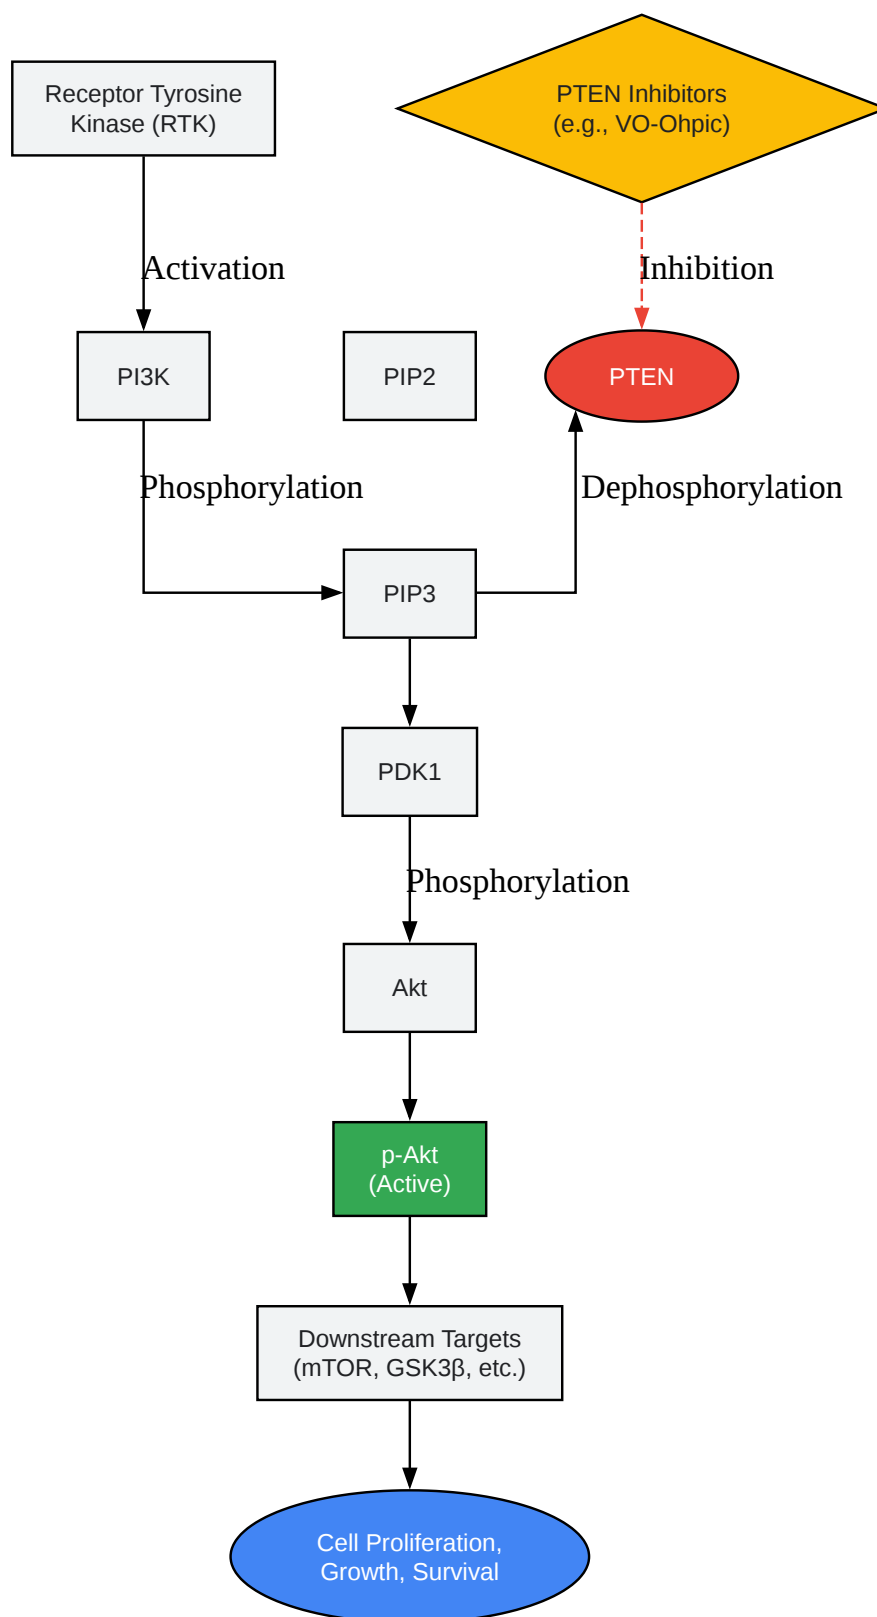 Receptor Tyrosine
Kinase (RTK)
PTEN Inhibitors
(e.g., VO-Ohpic)
Activation
Inhibition
PI3K
PIP2
PTEN
Phosphorylation
Dephosphorylation
PIP3
PDK1
Phosphorylation
Akt
p-Akt
(Active)
Downstream Targets
(mTOR, GSK3β, etc.)
Cell Proliferation,
Growth, Survival